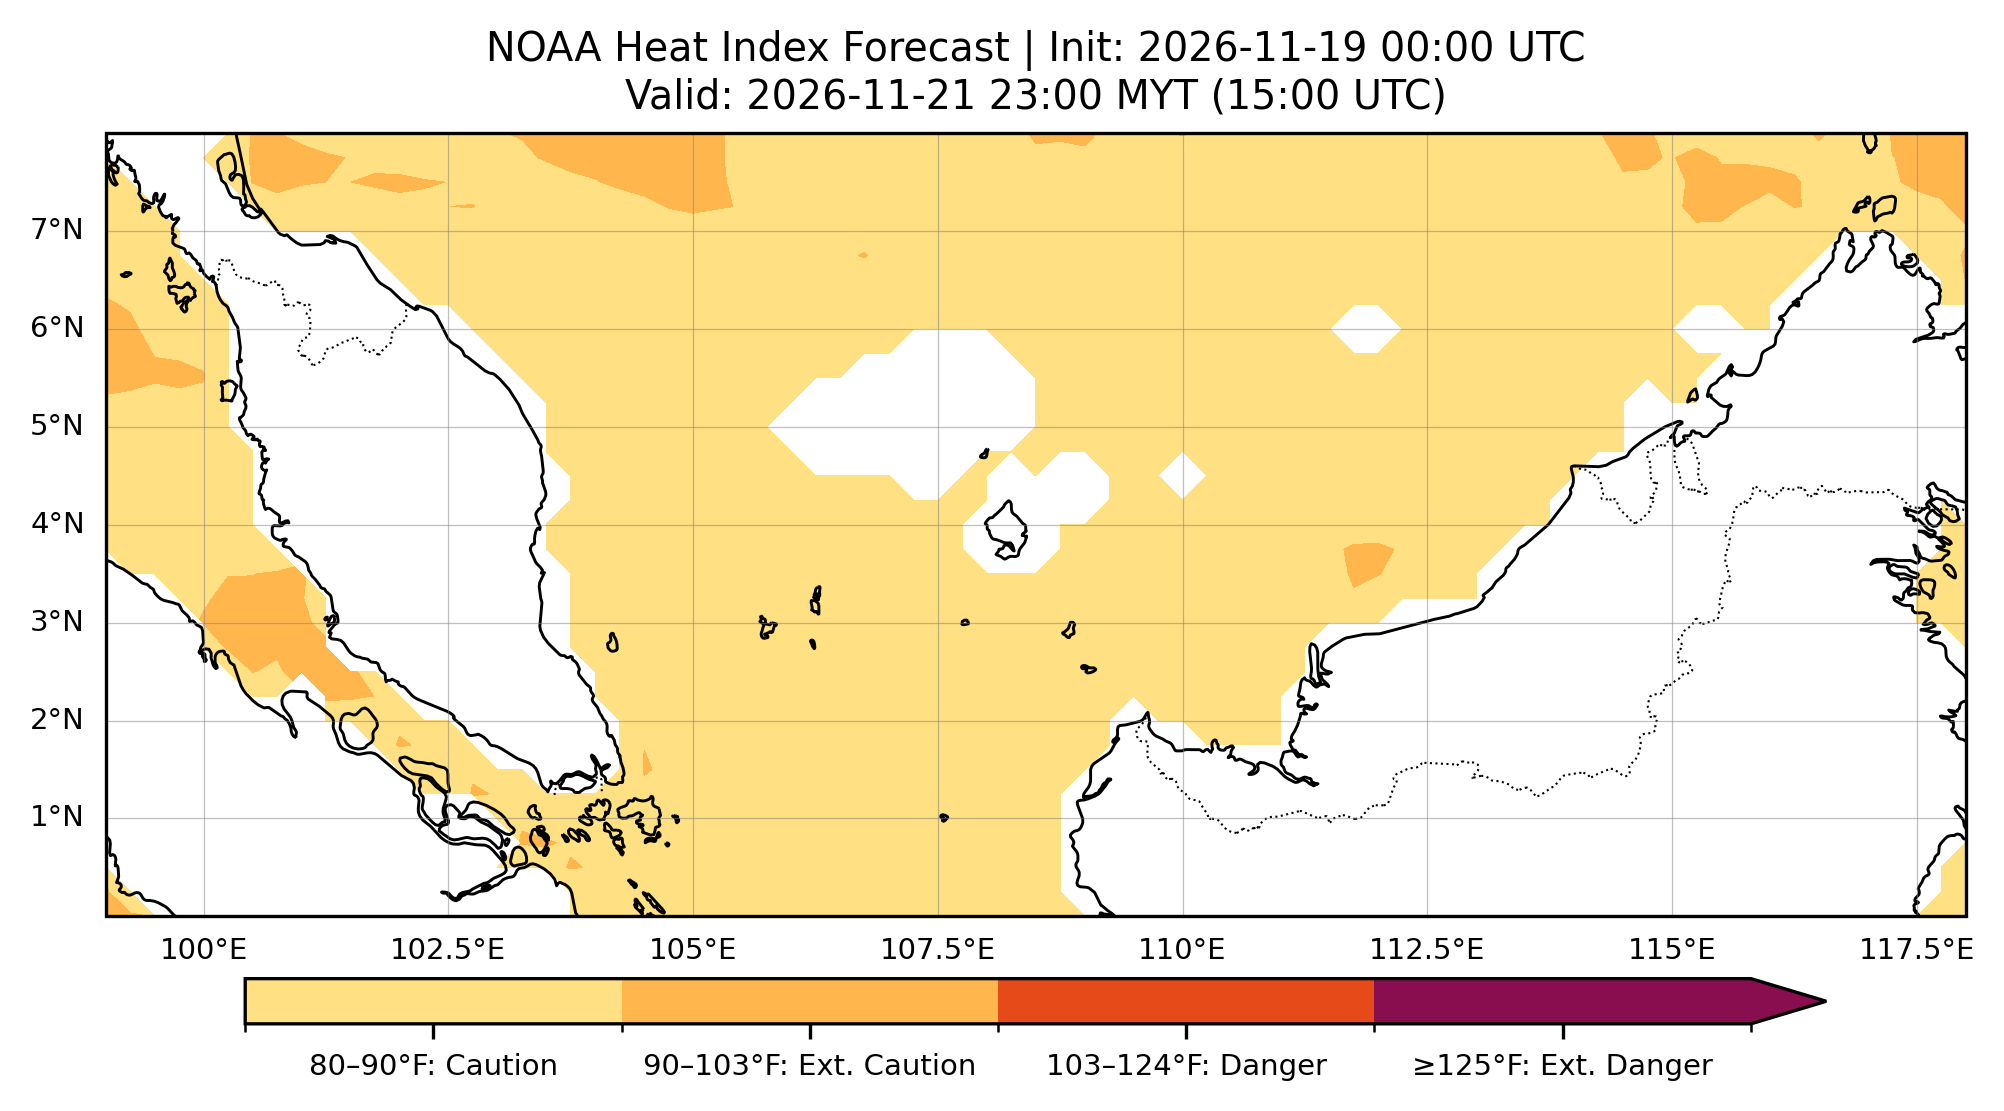 NOAA Heat Index Forecast | Init: 2026-11-19 00:00 UTC
Valid: 2026-11-21 23:00 MYT (15:00 UTC)
7°N
6°N
5°N
4°N
3°N
2°N
1°N
100°E 102.5°E 105°E 107.5°E 110°E 112.5°E 115°E 117.5°E
80–90°F: Caution 90–103°F: Ext. Caution 103–124°F: Danger ≥125°F: Ext. Danger